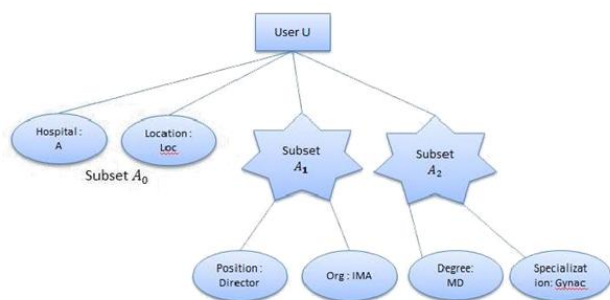 User U
Hospital :
A
Location :
Loc
Subset A₀
Subset
A₁
Subset
A₂
Position :
Director
Org : IMA
Degree:
MD
Specializat
ion: Gynac